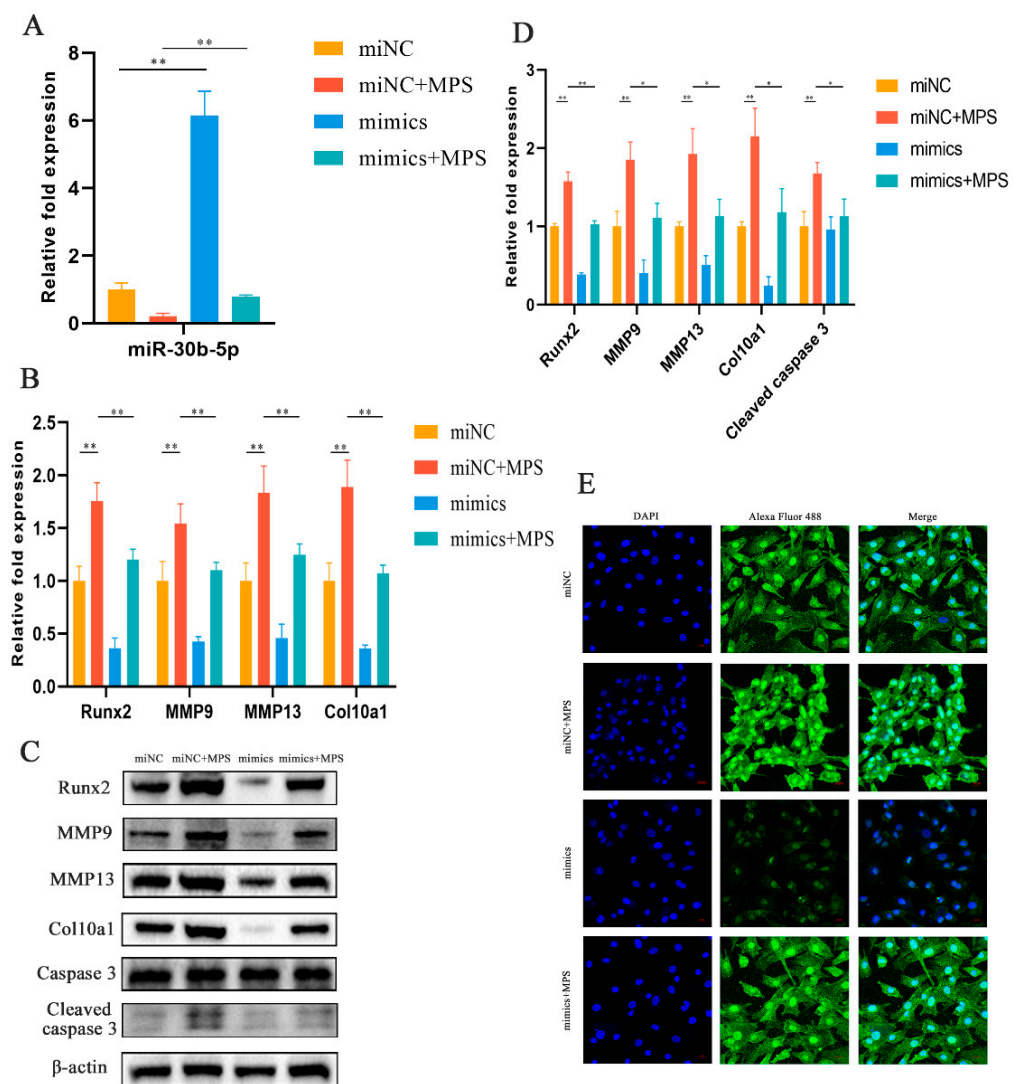 A
Relative fold expression
8
6
4
2
0
**
**
miR-30b-5p
miNC
miNC+MPS
mimics
mimics+MPS
B
Relative fold expression
2.5
2.0
1.5
1.0
0.5
0.0
** ** ** ** ** ** ** **
Runx2 MMP9 MMP13 Col10a1
miNC
miNC+MPS
mimics
mimics+MPS
C
miNC miNC+MPS mimics mimics+MPS
Runx2
MMP9
MMP13
Col10a1
Caspase 3
Cleaved
caspase 3
β-actin
D
Relative fold expression
3
2
1
0
** ** ** * ** * ** * ** *
Runx2
MMP9
MMP13
Col10a1
Cleaved caspase 3
miNC
miNC+MPS
mimics
mimics+MPS
E
DAPI Alexa Fluor 488 Merge
miNC
miNC+MPS
mimics
mimics+MPS